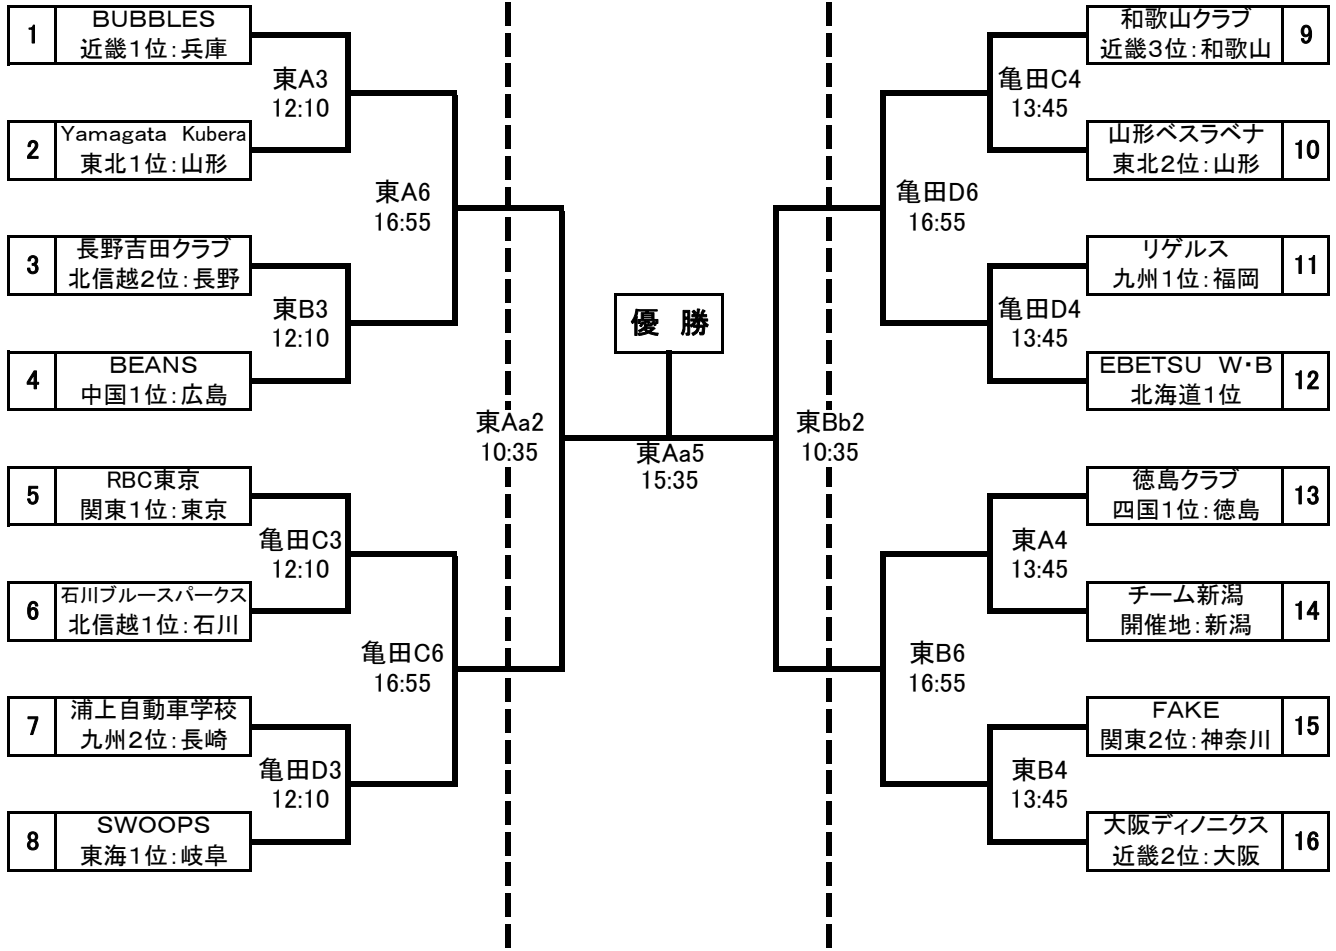 1
BUBBLES
近畿1位:兵庫
2
Yamagata Kubera
東北1位:山形
東A3
12:10
3
長野吉田クラブ
北信越2位:長野
4
BEANS
中国1位:広島
東B3
12:10
東A6
16:55
5
RBC東京
関東1位:東京
6
石川ブルースパークス
北信越1位:石川
亀田C3
12:10
7
浦上自動車学校
九州2位:長崎
8
SWOOPS
東海1位:岐阜
亀田D3
12:10
亀田C6
16:55
東Aa2
10:35
優 勝
東Aa5
15:35
東Bb2
10:35
和歌山クラブ
近畿3位:和歌山
9
山形ベスラベナ
東北2位:山形
10
亀田C4
13:45
リゲルス
九州1位:福岡
11
EBETSU W・B
北海道1位
12
亀田D4
13:45
亀田D6
16:55
徳島クラブ
四国1位:徳島
13
チーム新潟
開催地:新潟
14
東A4
13:45
FAKE
関東2位:神奈川
15
大阪ディノニクス
近畿2位:大阪
16
東B4
13:45
東B6
16:55